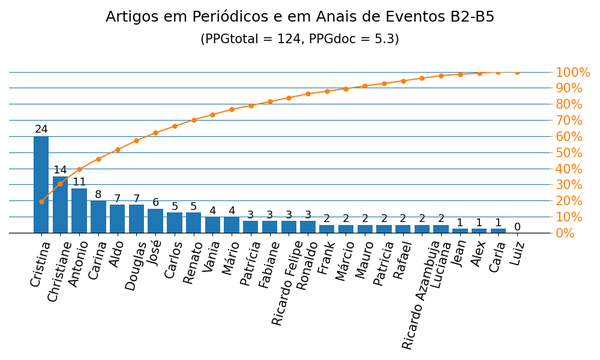 Artigos em Periódicos e em Anais de Eventos B2-B5
(PPGtotal = 124, PPGdoc = 5.3)
100%
90%
80%
70%
60%
50%
40%
30%
20%
10%
0%
24
14
11
8
7
7
6
5
5
4
4
3
3
3
3
2
2
2
2
2
2
2
1
1
1
0
Cristina
Christiane
Antonio
Carina
Aldo
Douglas
José
Carlos
Renato
Vania
Mário
Patrícia
Fabiane
Ricardo Felipe
Ronaldo
Frank
Márcio
Mauro
Patricia
Rafael
Ricardo Azambuja
Luciana
Jean
Alex
Carla
Luiz